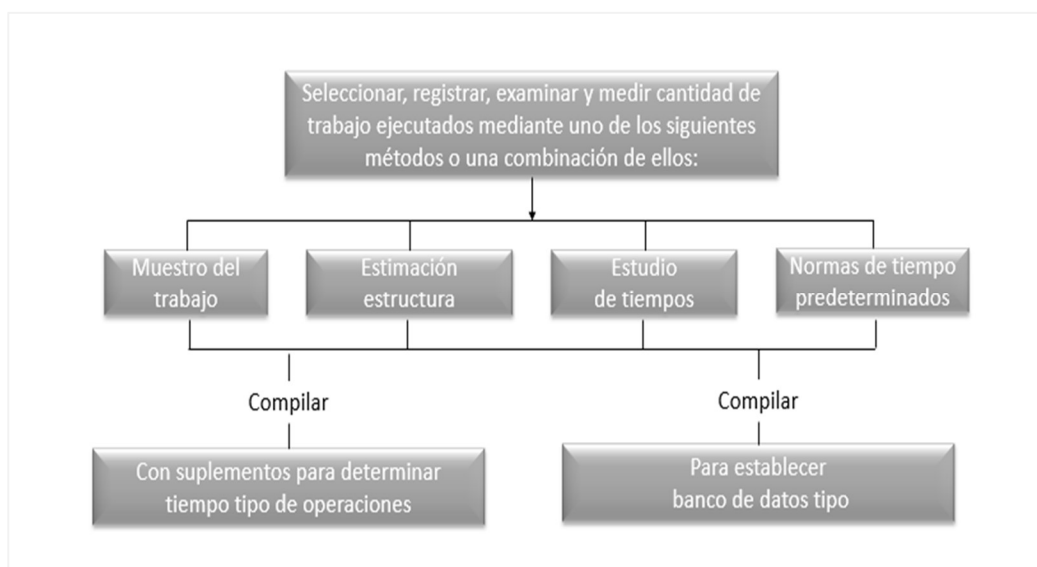 Seleccionar, registrar, examinar y medir cantidad de
trabajo ejecutados mediante uno de los siguientes
métodos o una combinación de ellos:
Muestro del
trabajo
Estimación
estructura
Estudio
de tiempos
Normas de tiempo
predeterminados
Compilar
Compilar
Con suplementos para determinar
tiempo tipo de operaciones
Para establecer
banco de datos tipo